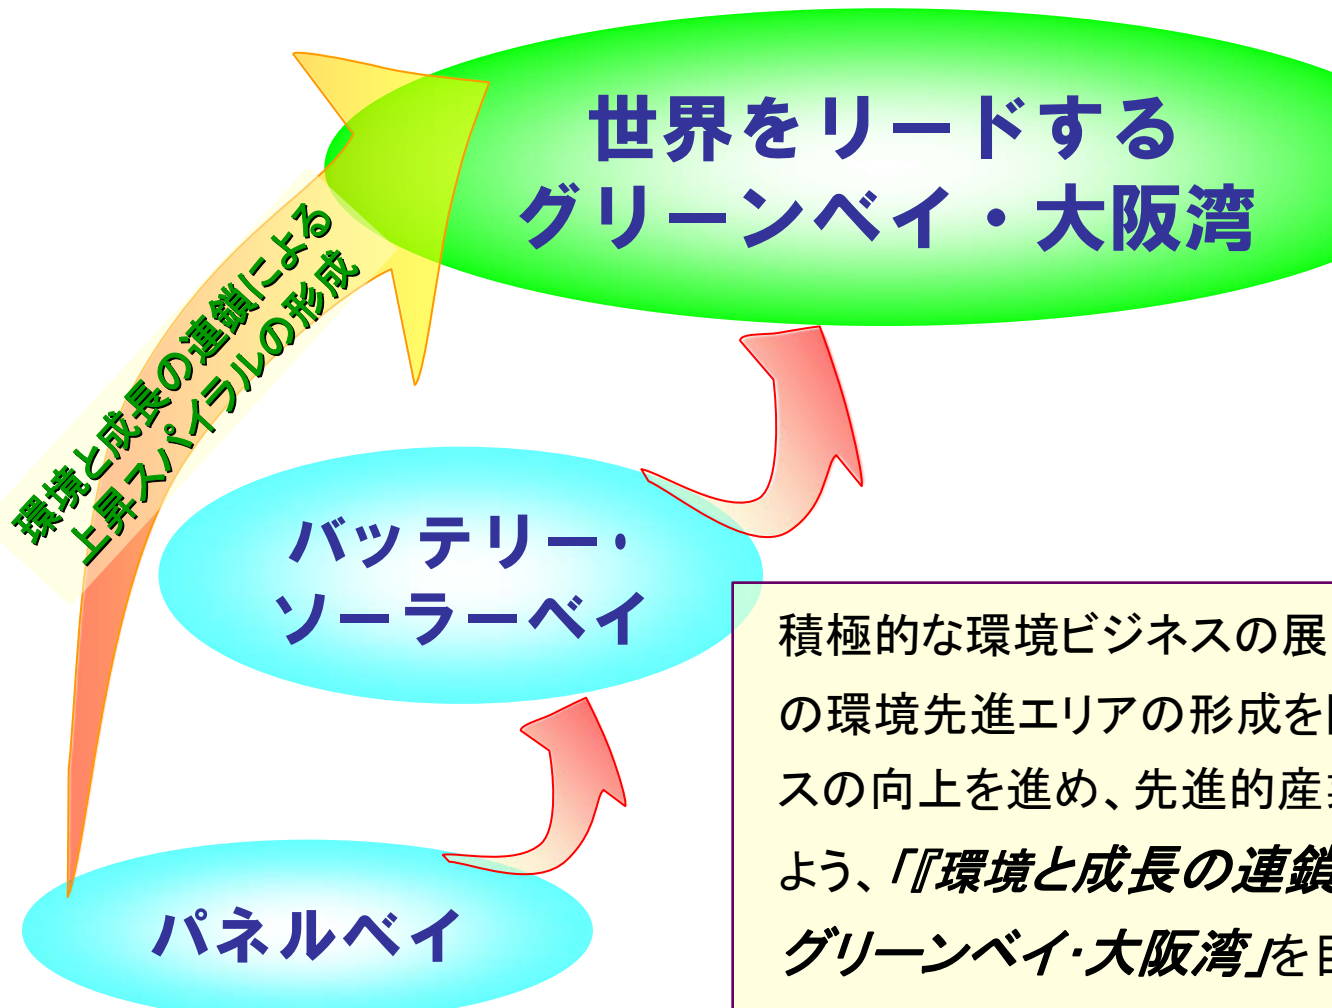 世界をリードする
グリーンベイ・大阪湾
環境と成長の連鎖による
上昇スパイラルの形成
バッテリー・
ソーラーベイ
パネルベイ
積極的な環境ビジネスの展
の環境先進エリアの形成を
スの向上を進め、先進的産
よう、「『環境と成長の連鎖
グリーンベイ・大阪湾」を目